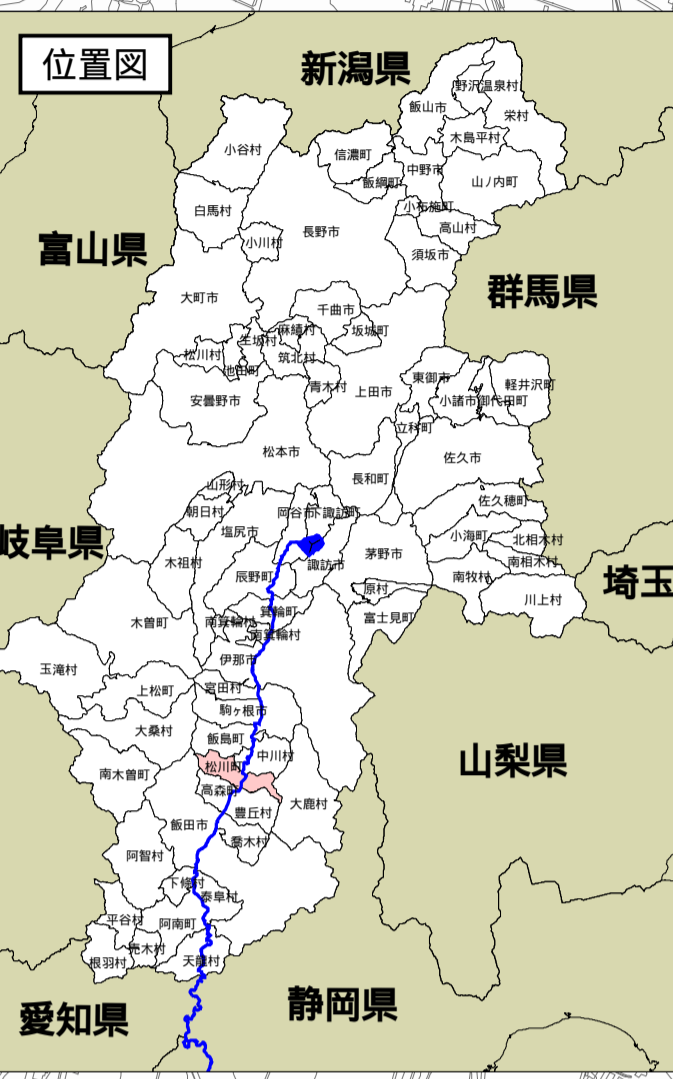 位置図
新潟県
野沢温泉村
飯山市
栄村
木島平村
小谷村
信濃町
中野市
飯綱町
山ノ内町
小布施町
白馬村
高山村
長野市
小川村
須坂市
富山県
群馬県
大町市
千曲市
麻績村
坂城町
生坂村
松川村
筑北村
池田町
東御市
軽井沢町
青木村
上田市
安曇野市
小諸市
御代田町
立科町
松本市
佐久市
長和町
山形村
佐久穂町
朝日村
岡谷市
下諏訪町
塩尻市
小海町
北相木村
岐阜県
茅野市
木祖村
諏訪市
南相木村
辰野町
南牧村
埼玉
原村
川上村
箕輪町
富士見町
木曽町
南箕輪村
南箕輪村
伊那市
玉滝村
宮田村
上松町
駒ヶ根市
大桑村
飯島町
中川村
山梨県
松川町
南木曽町
高森町
大鹿村
豊丘村
飯田市
喬木村
阿智村
下條村
泰阜村
平谷村
阿南町
売木村
根羽村
天龍村
静岡県
愛知県